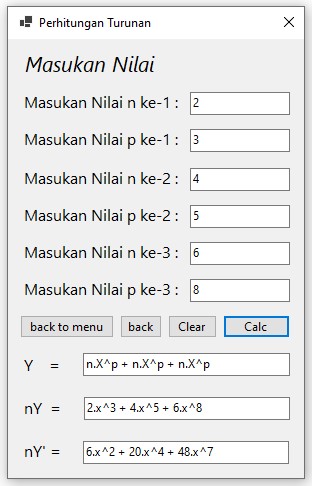 Perhitungan Turunan
Masukan Nilai
Masukan Nilai n ke-1 : 2
Masukan Nilai p ke-1 : 3
Masukan Nilai n ke-2 : 4
Masukan Nilai p ke-2 : 5
Masukan Nilai n ke-3 : 6
Masukan Nilai p ke-3 : 8
back to menu back Clear Calc
Y = n.X^p + n.X^p + n.X^p
nY = 2.x^3 + 4.x^5 + 6.x^8
nY' = 6.x^2 + 20.x^4 + 48.x^7